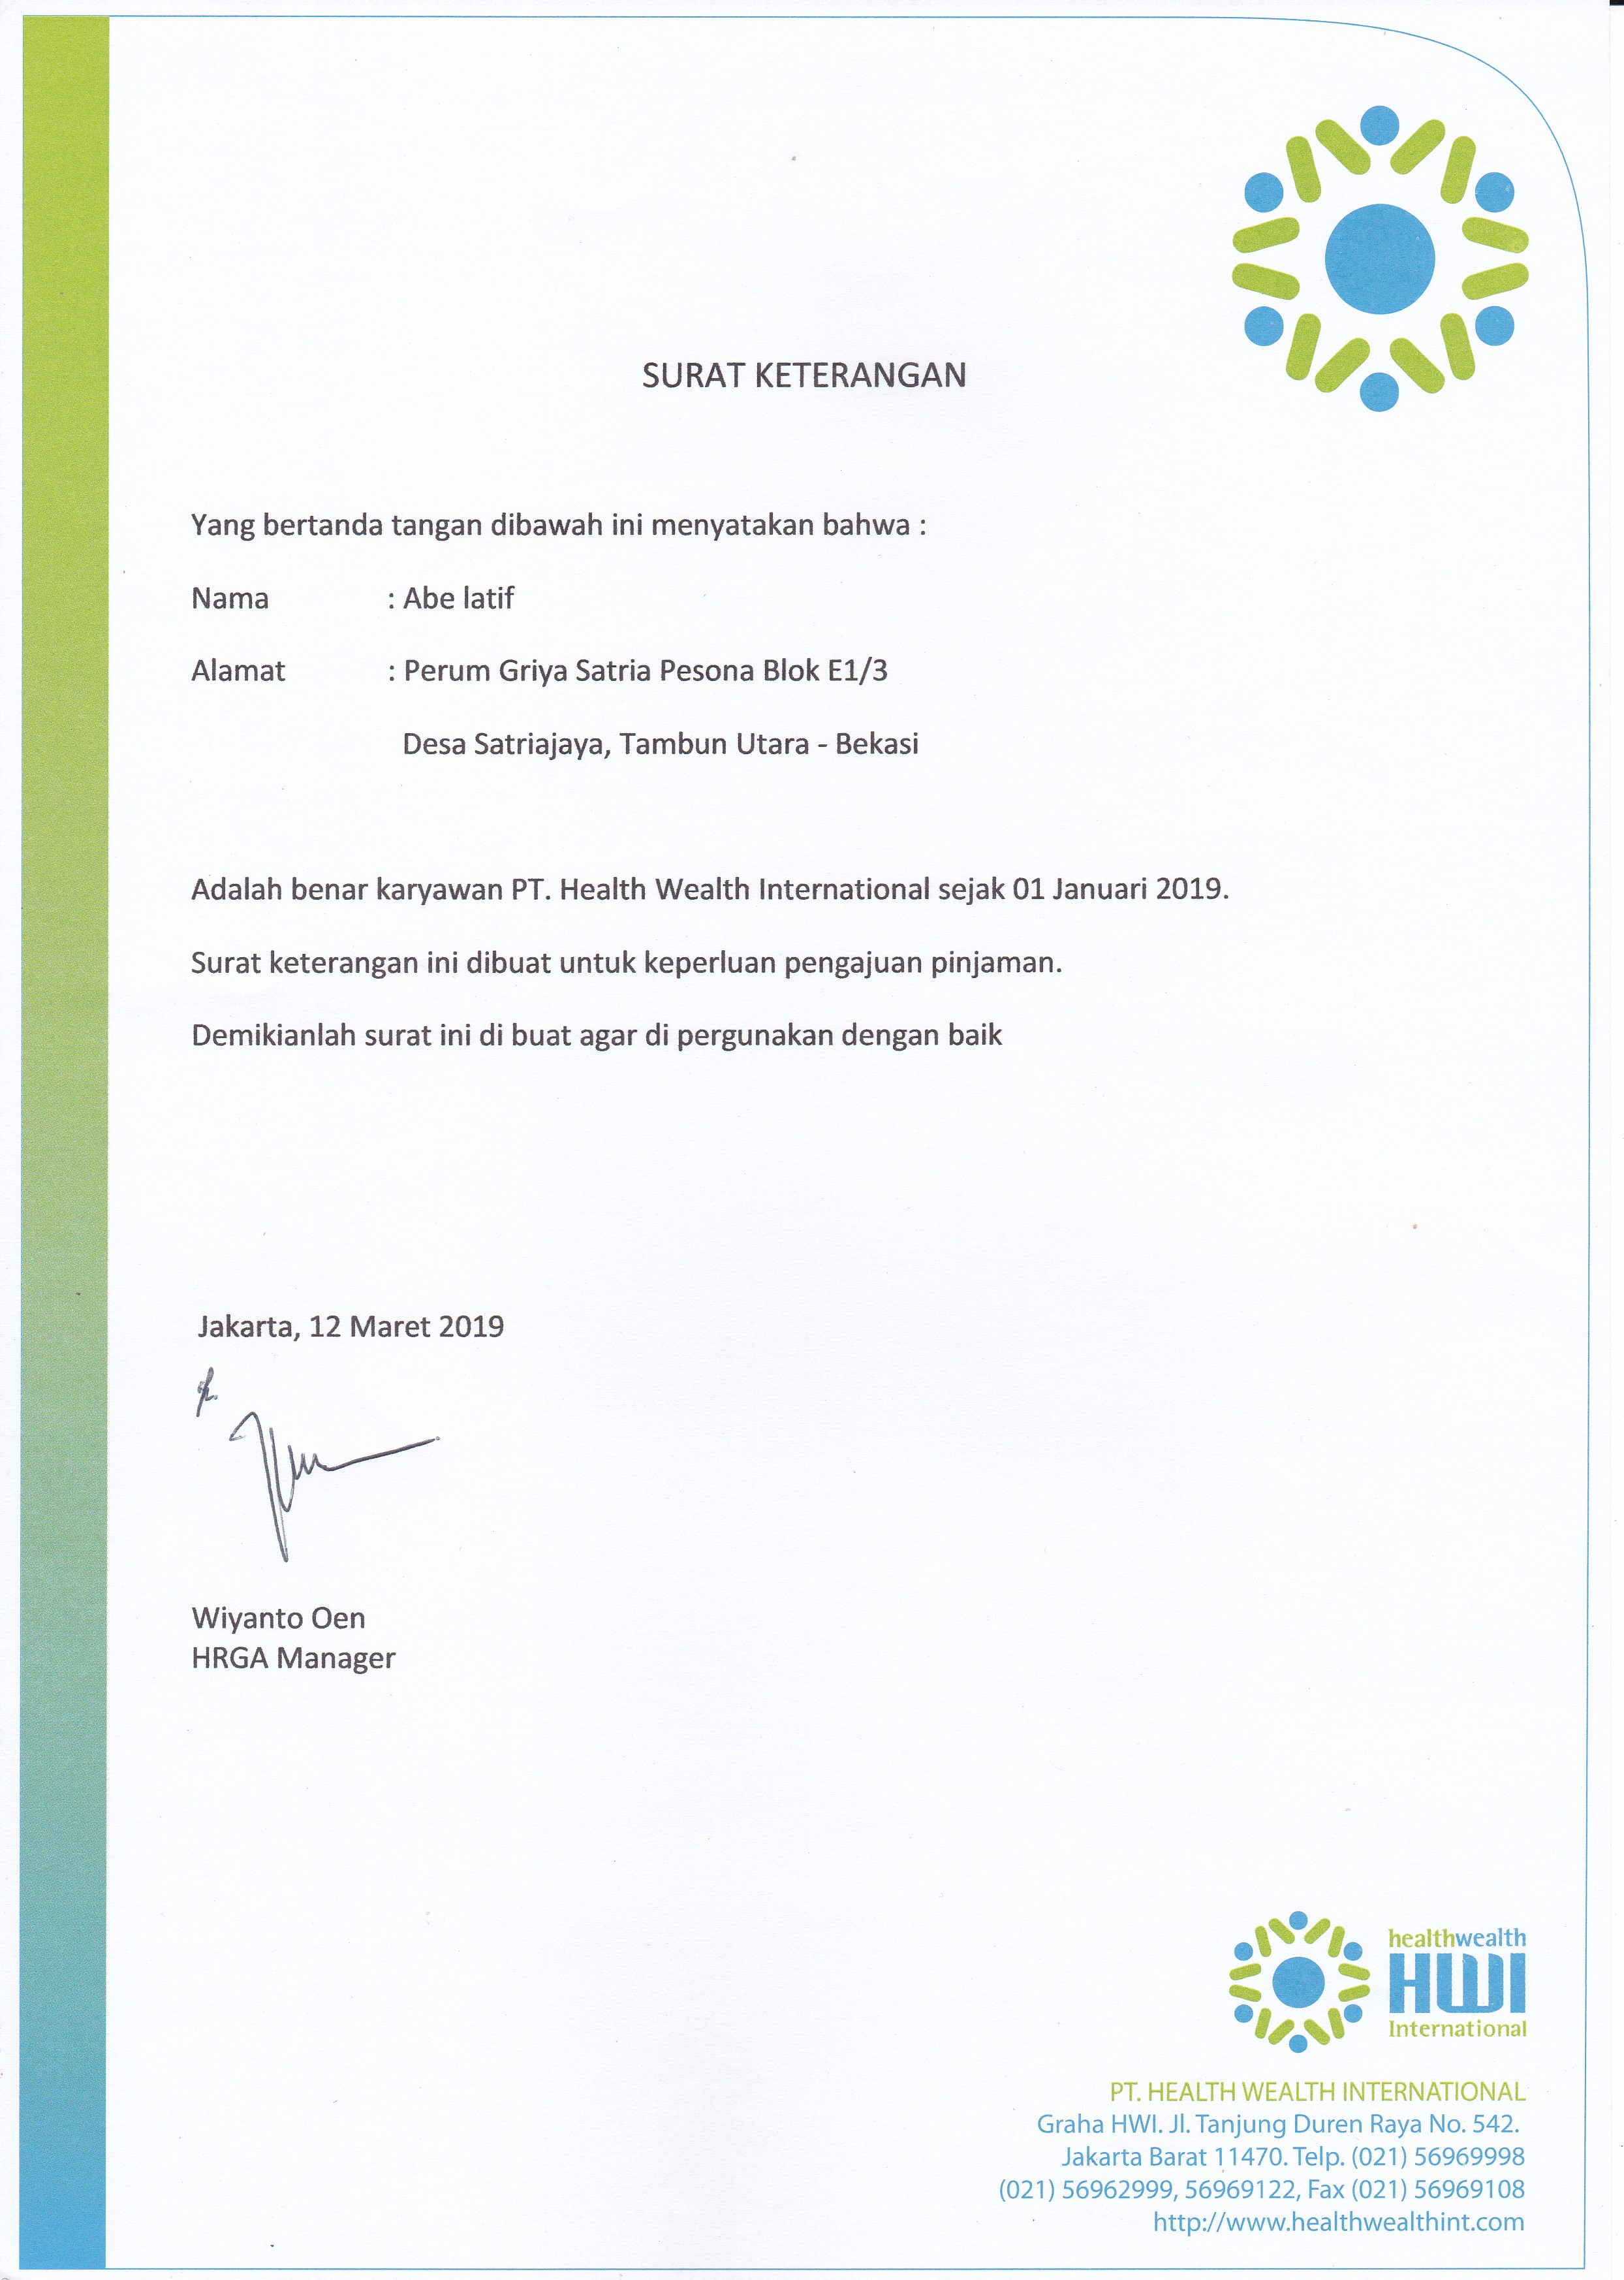 SURAT KETERANGAN
Yang bertanda tangan dibawah ini menyatakan bahwa :
Nama : Abe latif
Alamat : Perum Griya Satria Pesona Blok E1/3
Desa Satriajaya, Tambun Utara - Bekasi
Adalah benar karyawan PT. Health Wealth International sejak 01 Januari 2019.
Surat keterangan ini dibuat untuk keperluan pengajuan pinjaman.
Demikianlah surat ini di buat agar di pergunakan dengan baik
Jakarta, 12 Maret 2019
Wiyanto Oen
HRGA Manager
healthwealth
HWI
International
PT. HEALTH WEALTH INTERNATIONAL
Graha HWI. Jl. Tanjung Duren Raya No. 542.
Jakarta Barat 11470. Telp. (021) 56969998
(021) 56962999, 56969122, Fax (021) 56969108
http://www.healthwealthint.com